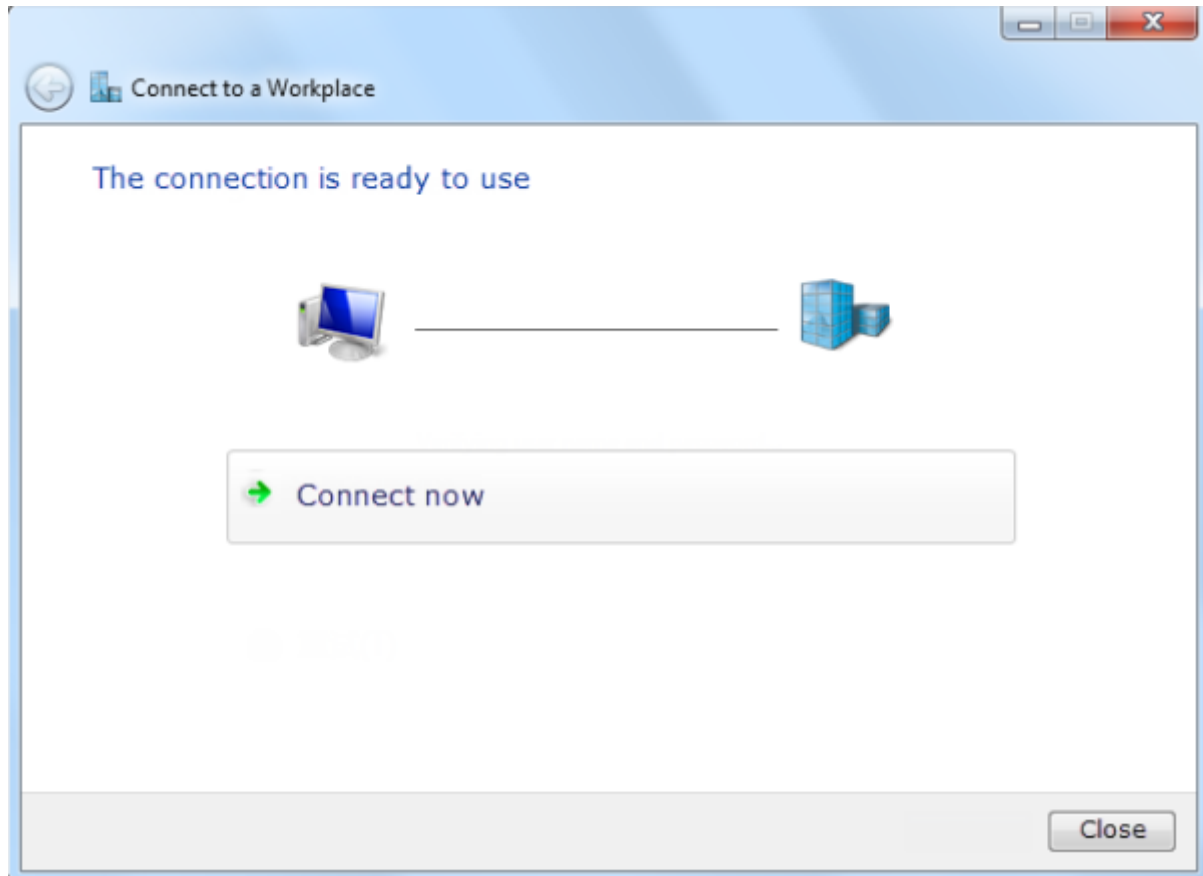 Connect to a Workplace
The connection is ready to use
Connect now
Close